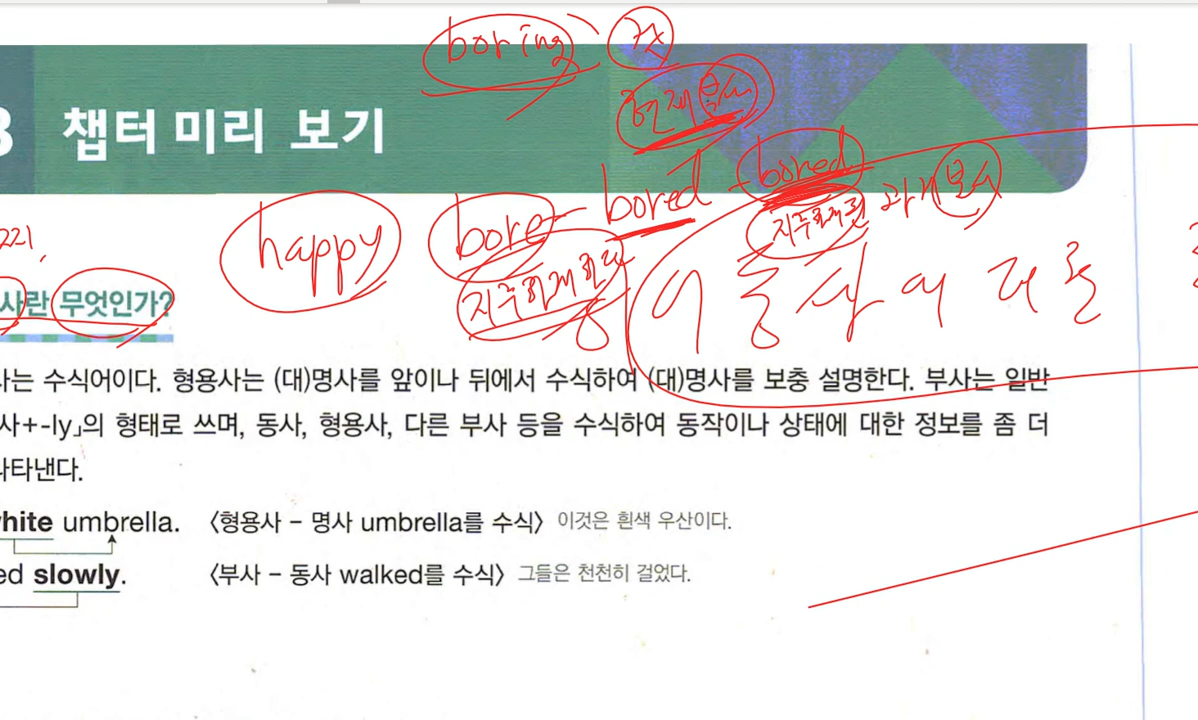 boring
현재분사
3 챕터 미리 보기
bore - bored - bored
과거분사
happy
지루하게 하다
221,
사란 무엇인가?
사는 수식어이다. 형용사는 (대)명사를 앞이나 뒤에서 수식하여 (대)명사를 보충 설명한다. 부사는 일반
사+-ly」의 형태로 쓰며, 동사, 형용사, 다른 부사 등을 수식하여 동작이나 상태에 대한 정보를 좀 더
나타낸다.
white umbrella. 〈형용사 – 명사 umbrella를 수식〉 이것은 흰색 우산이다.
ed slowly. 〈부사 – 동사 walked를 수식〉 그들은 천천히 걸었다.